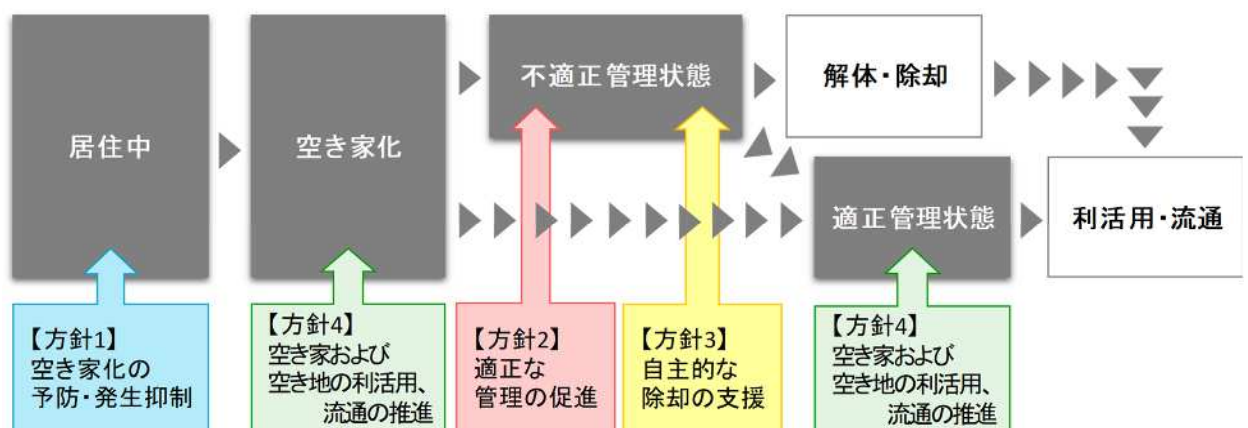 居住中
空き家化
不適正管理状態
解体・除却
適正管理状態
利活用・流通
【方針1】
空き家化の
予防・発生抑制
【方針4】
空き家および
空き地の利活用、
流通の推進
【方針2】
適正な
管理の促進
【方針3】
自主的な
除却の支援
【方針4】
空き家および
空き地の利活用、
流通の推進